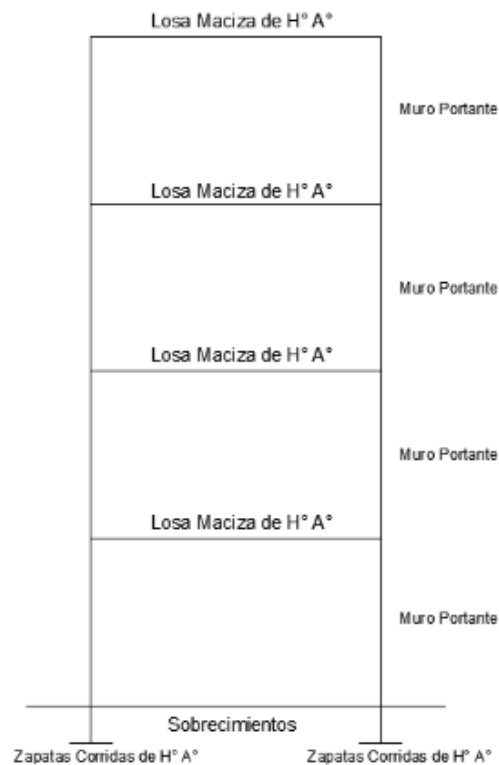 Losa Maciza de H° A°
Muro Portante
Losa Maciza de H° A°
Muro Portante
Losa Maciza de H° A°
Muro Portante
Losa Maciza de H° A°
Muro Portante
Sobrecimientos
Zapatas Corridas de H° A°
Zapatas Corridas de H° A°